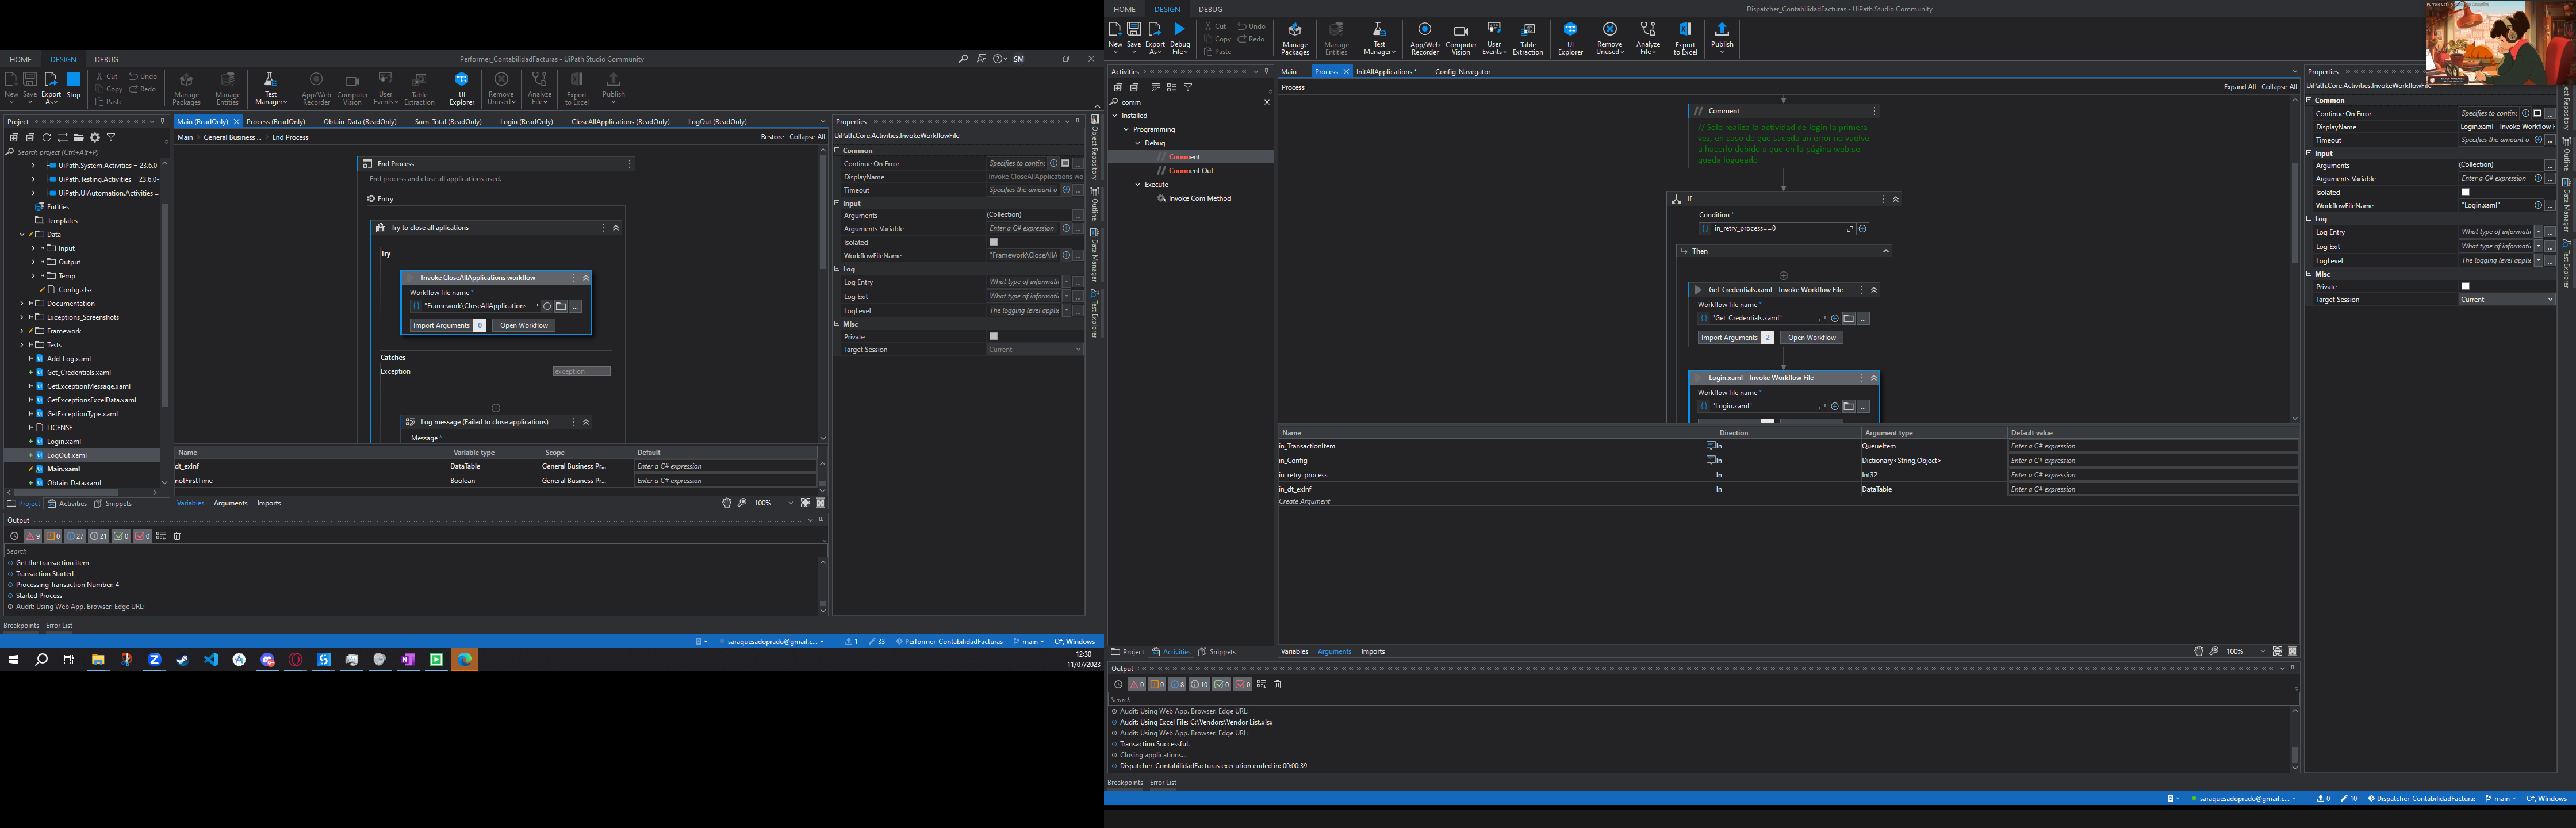 HOME DESIGN DEBUG
Performer_ContabilidadFacturas - UiPath Studio Community
SM
New Save Export As Stop
Cut Undo
Copy Redo
Paste
Manage Packages
Manage Entities
Test Manager
App/Web Recorder
Computer Vision
User Events
Table Extraction
UI Explorer
Remove Unused
Analyze File
Export to Excel
Publish
Project
Search project (Ctrl+Alt+P)
UiPath.System.Activities = 23.6.0-
UiPath.Testing.Activities = 23.6.0-
UiPath.UIAutomation.Activities =
Entities
Templates
Data
Input
Output
Temp
Config.xlsx
Documentation
Exceptions_Screenshots
Framework
Tests
Add_Log.xaml
Get_Credentials.xaml
GetExceptionMessage.xaml
GetExceptionsExcelData.xaml
GetExceptionType.xaml
LICENSE
Login.xaml
LogOut.xaml
Main.xaml
Obtain_Data.xaml
Project Activities Snippets
Main (ReadOnly) Process (ReadOnly) Obtain_Data (ReadOnly) Sum_Total (ReadOnly) Login (ReadOnly) CloseAllApplications (ReadOnly) LogOut (ReadOnly)
Main > General Business ... > End Process
Restore Collapse All
End Process
End process and close all applications used.
Entry
Try to close all aplications
Try
Invoke CloseAllApplications workflow
Workflow file name *
"Framework\CloseAllApplications
Import Arguments 0 Open Workflow
Catches
Exception exception
Log message (Failed to close applications)
Message *
Name Variable type Scope Default
dt_exInf DataTable General Business Pr... Enter a C# expression
notFirstTime Boolean General Business Pr... Enter a C# expression
Variables Arguments Imports 100%
Properties
UiPath.Core.Activities.InvokeWorkflowFile
Common
Continue On Error Specifies to contin
DisplayName Invoke CloseAllApplications wo
Timeout Specifies the amount o
Input
Arguments (Collection)
Arguments Variable Enter a C# expression
Isolated
WorkflowFileName "Framework\CloseAllA
Log
Log Entry What type of informati
Log Exit What type of informati
LogLevel The logging level appli
Misc
Private
Target Session Current
Object Repository
Outline
Data Manager
Test Explorer
Output
9 0 27 21 0 0
Search
Get the transaction item
Transaction Started
Processing Transaction Number: 4
Started Process
Audit: Using Web App. Browser: Edge URL:
Breakpoints Error List
saraquesadoprado@gmail.c... 1 33 Performer_ContabilidadFacturas main C#, Windows
12:30
11/07/2023
HOME DESIGN DEBUG
Dispatcher_ContabilidadFacturas - UiPath Studio Community
New Save Export As Debug File
Cut Undo
Copy Redo
Paste
Manage Packages
Manage Entities
Test Manager
App/Web Recorder
Computer Vision
User Events
Table Extraction
UI Explorer
Remove Unused
Analyze File
Export to Excel
Publish
Activities
comm
Installed
Programming
Debug
Comment
Comment Out
Execute
Invoke Com Method
Project Activities Snippets
Main Process InitAllApplications * Config_Navegator
Process
Expand All Collapse All
Comment
// Solo realiza la actividad de login la primera
vez, en caso de que suceda un error no vuelve
a hacerlo debido a que en la página web se
queda logueado
If
Condition *
in_retry_process==0
Then
Get_Credentials.xaml - Invoke Workflow File
Workflow file name *
"Get_Credentials.xaml"
Import Arguments 2 Open Workflow
Login.xaml - Invoke Workflow File
Workflow file name *
"Login.xaml"
Name Direction Argument type Default value
in_TransactionItem In QueueItem Enter a C# expression
in_Config In Dictionary<String,Object> Enter a C# expression
in_retry_process In Int32 Enter a C# expression
in_dt_exInf In DataTable Enter a C# expression
Create Argument
Variables Arguments Imports 100%
Properties
UiPath.Core.Activities.InvokeWorkflowFile
Common
Continue On Error Specifies to contin
DisplayName Login.xaml - Invoke Workflow F
Timeout Specifies the amount o
Input
Arguments (Collection)
Arguments Variable Enter a C# expression
Isolated
WorkflowFileName "Login.xaml"
Log
Log Entry What type of informati
Log Exit What type of informati
LogLevel The logging level appli
Misc
Private
Target Session Current
Outline
Data Manager
Test Explorer
Output
0 0 8 10 0 0
Search
Audit: Using Web App. Browser: Edge URL:
Audit: Using Excel File: C:\Vendors\Vendor List.xlsx
Audit: Using Web App. Browser: Edge URL:
Transaction Successful.
Closing applications...
Dispatcher_ContabilidadFacturas execution ended in: 00:00:39
Breakpoints Error List
saraquesadoprado@gmail.c... 0 10 Dispatcher_ContabilidadFacturas main C#, Windows